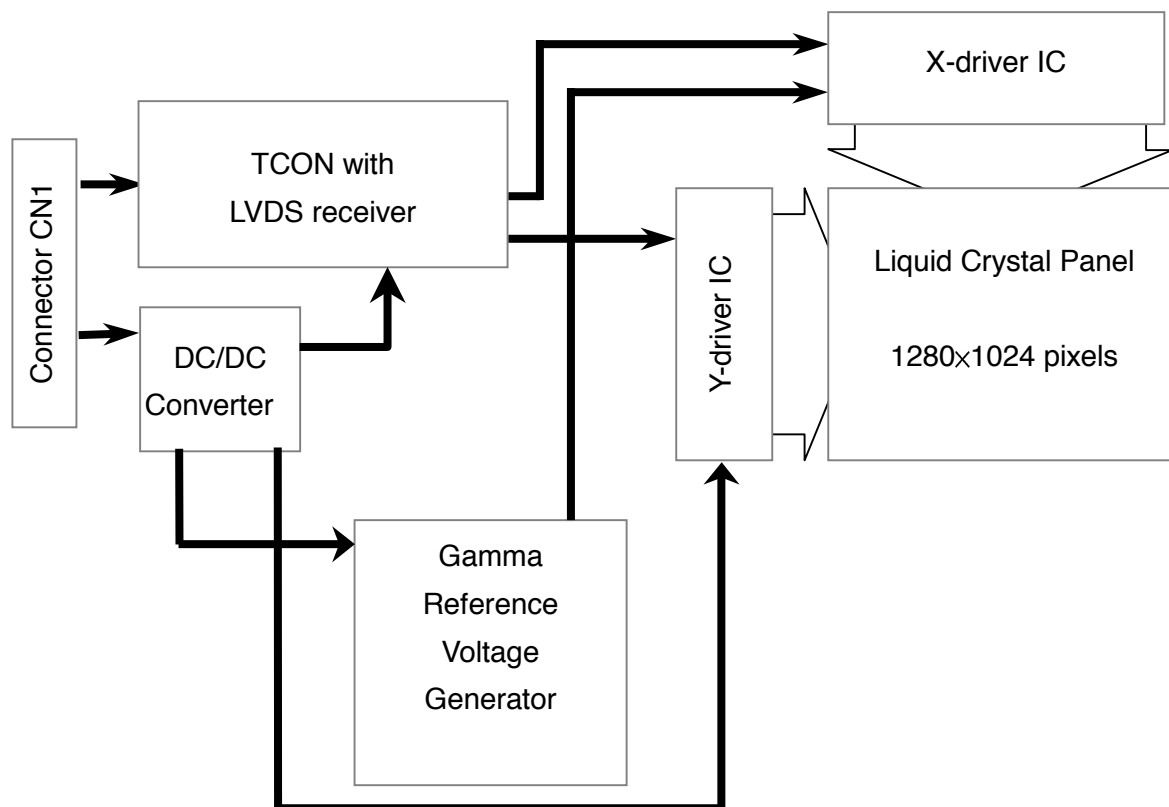 X-driver IC
TCON with
LVDS receiver
Connector CN1
Y-driver IC
Liquid Crystal Panel
1280×1024 pixels
DC/DC
Converter
Gamma
Reference
Voltage
Generator